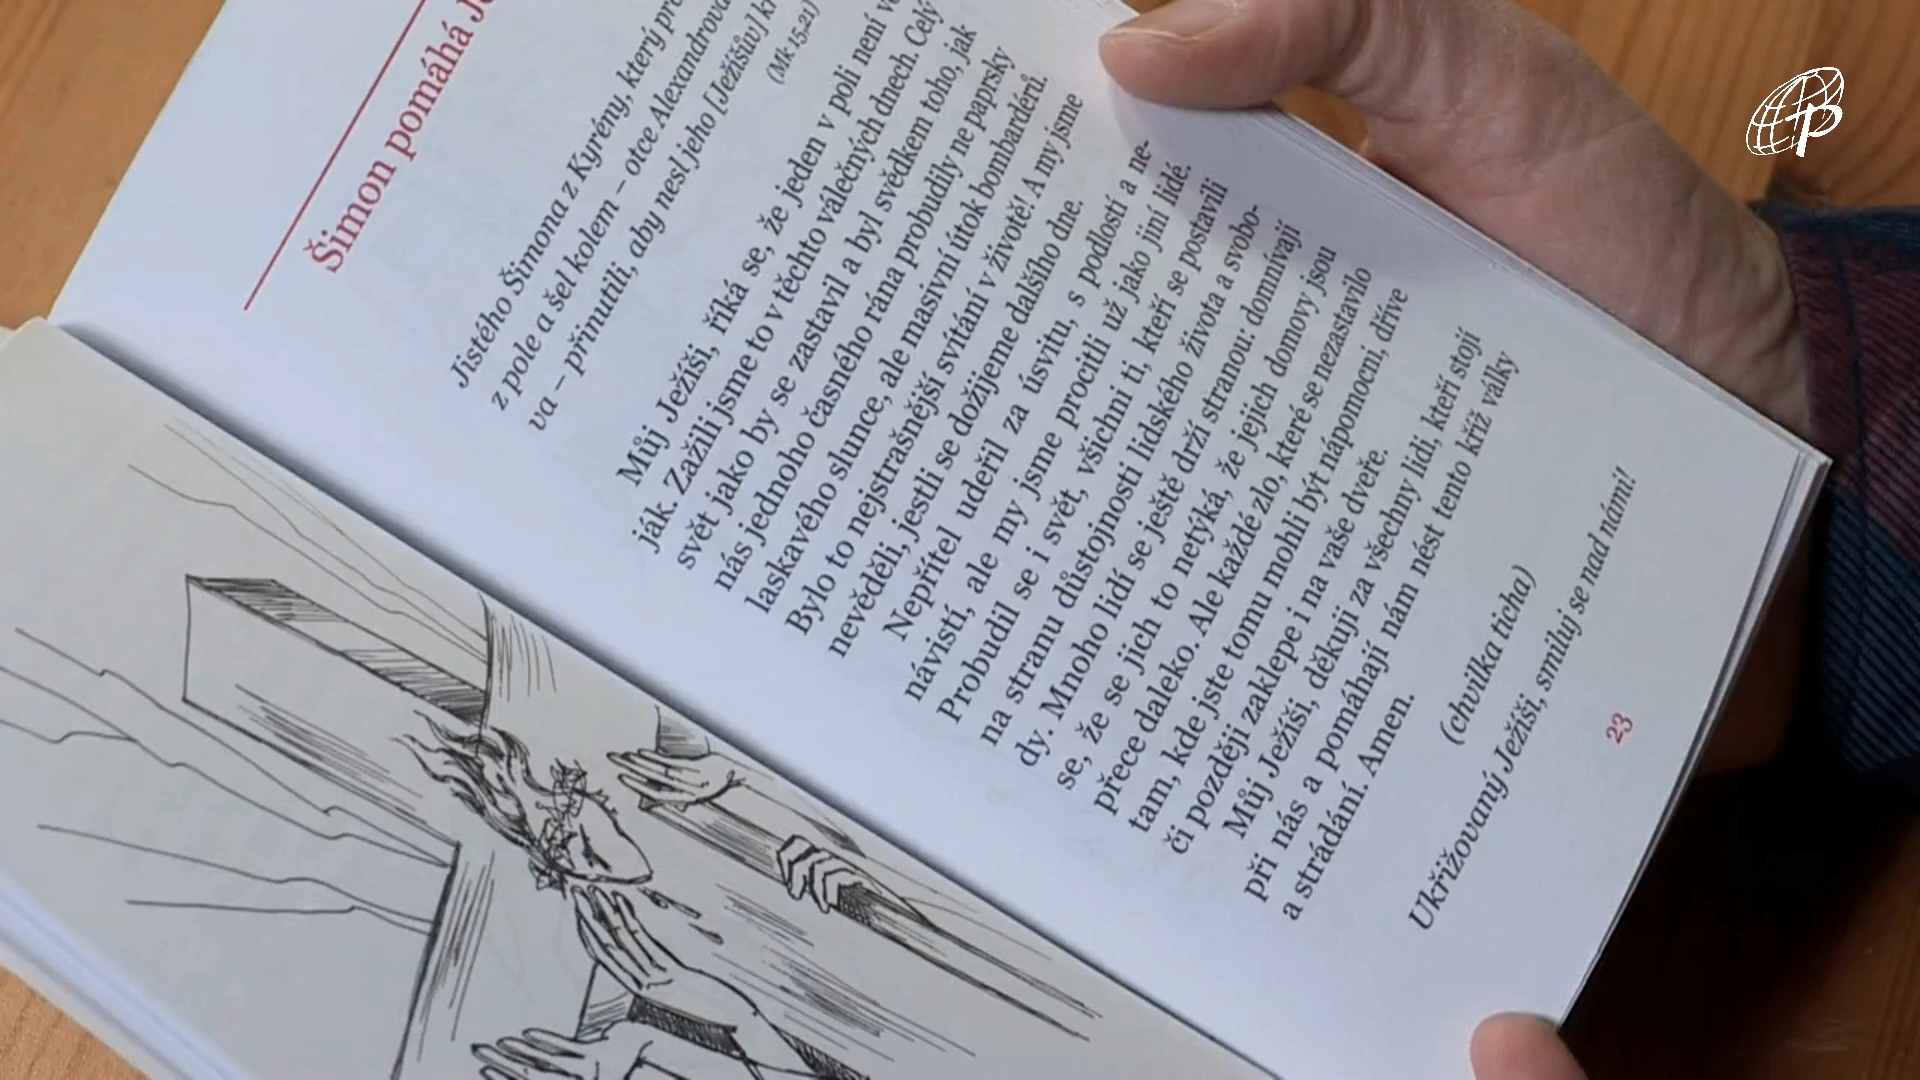 Šimon pomáhá
Jistého Šimona z Kyrény, který
z pole a šel kolem – otce Alexandrova
va – přinutili, aby nesl jeho [Ježíšův]
(Mk 15,21)
Můj Ježíši, říká se, že jeden v poli není
ják. Zažili jsme to v těchto válečných dnech. Celý
svět jako by se zastavil a byl svědkem toho, jak
nás jednoho časného rána probudily ne paprsky
laskavého slunce, ale masivní útok bombardérů.
Bylo to nejstrašnější svítání v životě! A my jsme
nevěděli, jestli se dožijeme dalšího dne.
Nepřítel udeřil za úsvitu, s podlostí a ne-
návistí, ale my jsme procitli už jako jiní lidé.
Probudil se i svět, všichni ti, kteří se postavili
na stranu důstojnosti lidského života a svobo-
dy. Mnoho lidí se ještě drží stranou: domnívají
se, že se jich to netýká, že jejich domovy jsou
přece daleko. Ale každé zlo, které se nezastavilo
tam, kde jste tomu mohli být nápomocni, dříve
či později zaklepe i na vaše dveře.
Můj Ježíši, děkuji za všechny lidi, kteří stojí
při nás a pomáhají nám nést tento kříž války
a strádání. Amen.
(chvilka ticha)
Ukřižovaný Ježíši, smiluj se nad námi!
23